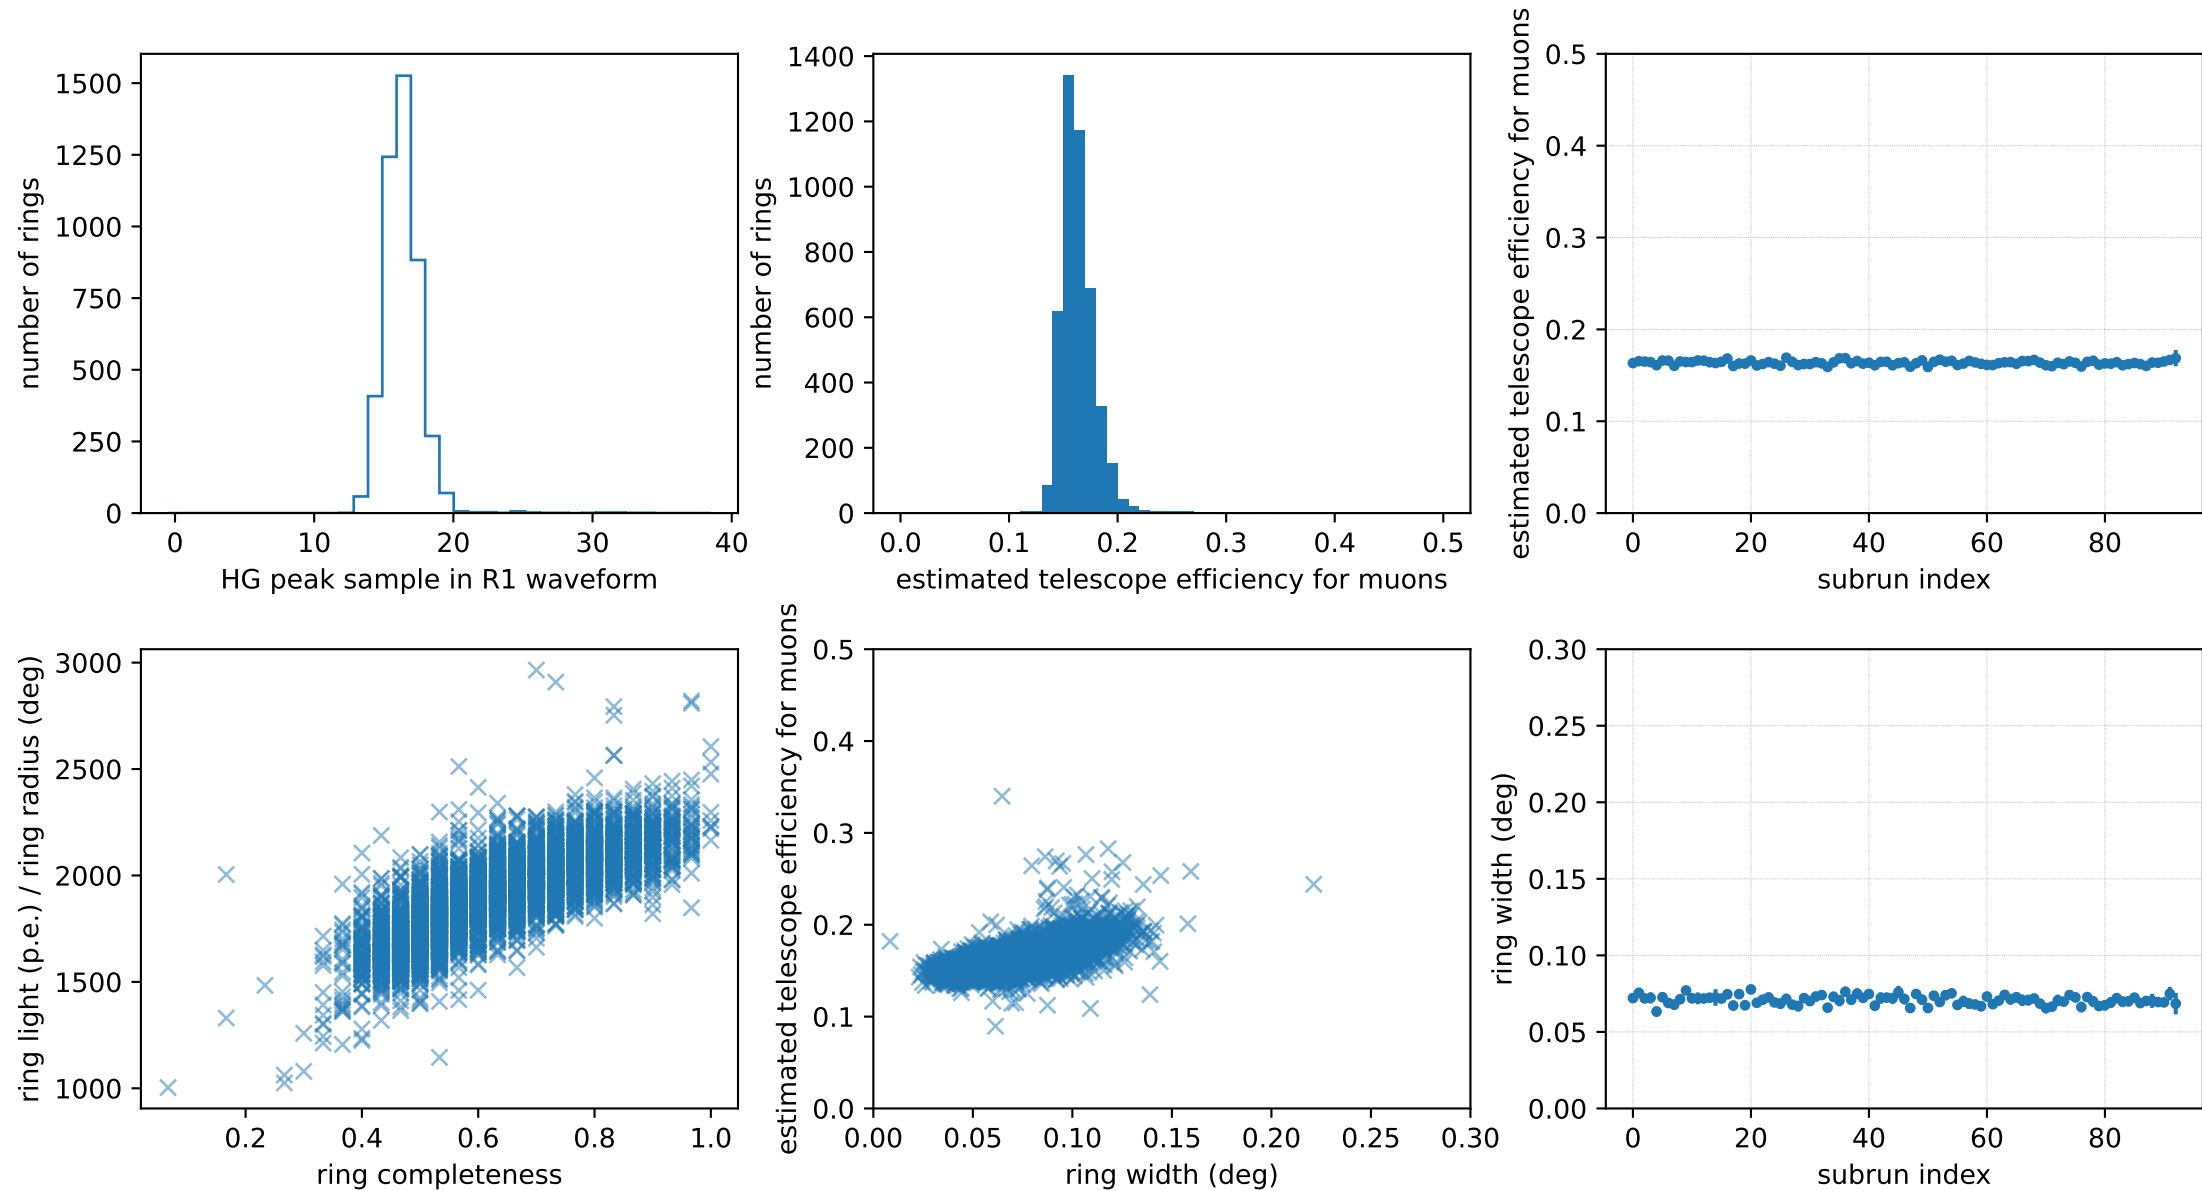 number of rings
1500
1250
1000
750
500
250
0
0 10 20 30 40
HG peak sample in R1 waveform
number of rings
1400
1200
1000
800
600
400
200
0
0.0 0.1 0.2 0.3 0.4 0.5
estimated telescope efficiency for muons
estimated telescope efficiency for muons
0.5
0.4
0.3
0.2
0.1
0.0
0 20 40 60 80
subrun index
ring light (p.e.) / ring radius (deg)
3000
2500
2000
1500
1000
0.2 0.4 0.6 0.8 1.0
ring completeness
estimated telescope efficiency for muons
0.5
0.4
0.3
0.2
0.1
0.0
0.00 0.05 0.10 0.15 0.20 0.25 0.30
ring width (deg)
ring width (deg)
0.30
0.25
0.20
0.15
0.10
0.05
0.00
0 20 40 60 80
subrun index